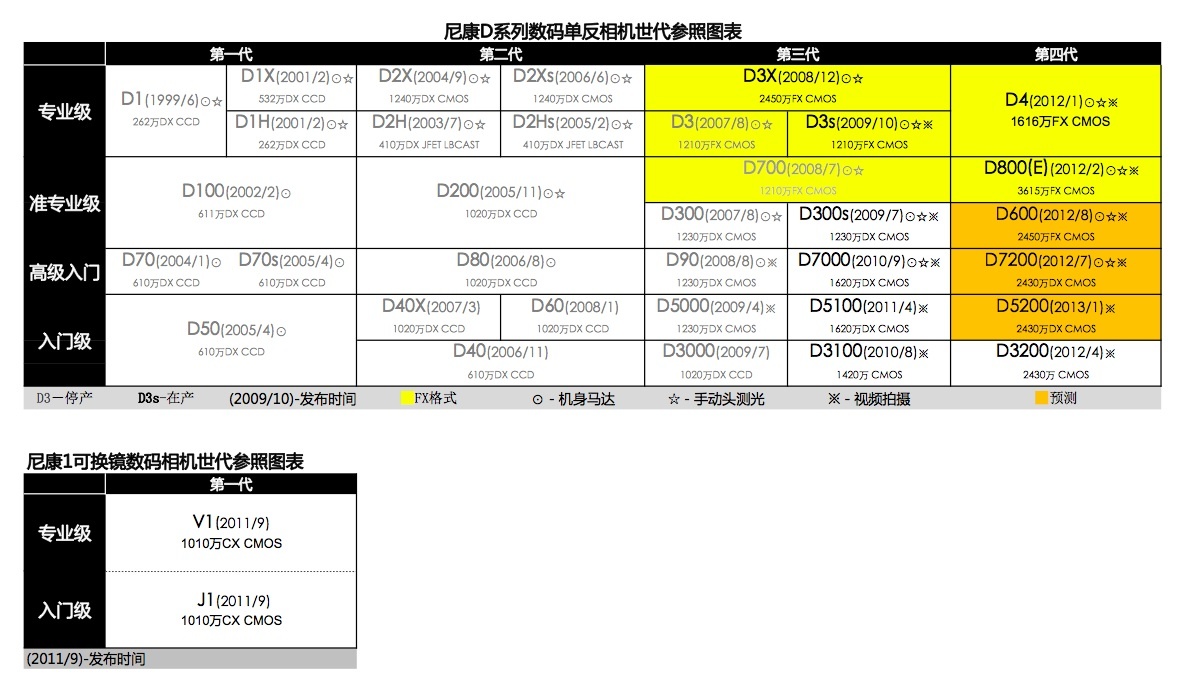 尼康D系列数码单反相机世代参照图表
第一代 第二代 第三代 第四代
专业级
D1(1999/6)⊙☆
262万DX CCD
D1X(2001/2)⊙☆
532万DX CCD
D1H(2001/2)⊙☆
262万DX CCD
D2X(2004/9)⊙☆
1240万DX CMOS
D2Xs(2006/6)⊙☆
1240万DX CMOS
D2H(2003/7)⊙☆
410万DX JFET LBCAST
D2Hs(2005/2)⊙☆
410万DX JFET LBCAST
D3X(2008/12)⊙☆
2450万FX CMOS
D3(2007/8)⊙☆
1210万FX CMOS
D3s(2009/10)⊙☆※
1210万FX CMOS
D4(2012/1)⊙☆※
1616万FX CMOS
准专业级
D100(2002/2)⊙
611万DX CCD
D200(2005/11)⊙☆
1020万DX CCD
D700(2008/7)⊙☆
1210万FX CMOS
D300(2007/8)⊙☆
1230万DX CMOS
D300s(2009/7)⊙☆※
1230万DX CMOS
D800(E)(2012/2)⊙☆※
3615万FX CMOS
D600(2012/8)⊙☆※
2450万FX CMOS
高级入门
D70(2004/1)⊙
610万DX CCD
D70s(2005/4)⊙
610万DX CCD
D80(2006/8)⊙
1020万DX CCD
D90(2008/8)⊙※
1230万DX CMOS
D7000(2010/9)⊙☆※
1620万DX CMOS
D7200(2012/7)⊙☆※
2430万DX CMOS
入门级
D50(2005/4)⊙
610万DX CCD
D40X(2007/3)
1020万DX CCD
D60(2008/1)
1020万DX CCD
D40(2006/11)
610万DX CCD
D5000(2009/4)※
1230万DX CMOS
D5100(2011/4)※
1620万DX CMOS
D5200(2013/1)※
2430万DX CMOS
D3000(2009/7)
1020万DX CCD
D3100(2010/8)※
1420万 CMOS
D3200(2012/4)※
2430万 CMOS
D3－停产 D3s-在产 (2009/10)-发布时间 FX格式 ⊙ - 机身马达 ☆ - 手动头测光 ※ - 视频拍摄 预测
尼康1可换镜数码相机世代参照图表
第一代
专业级
V1(2011/9)
1010万CX CMOS
入门级
J1(2011/9)
1010万CX CMOS
(2011/9)-发布时间